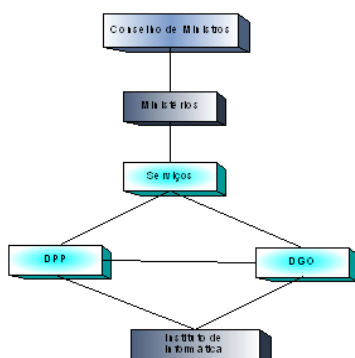 Conselho de Ministros
Ministérios
Serviços
DPP
DGO
Instituto de
Informática